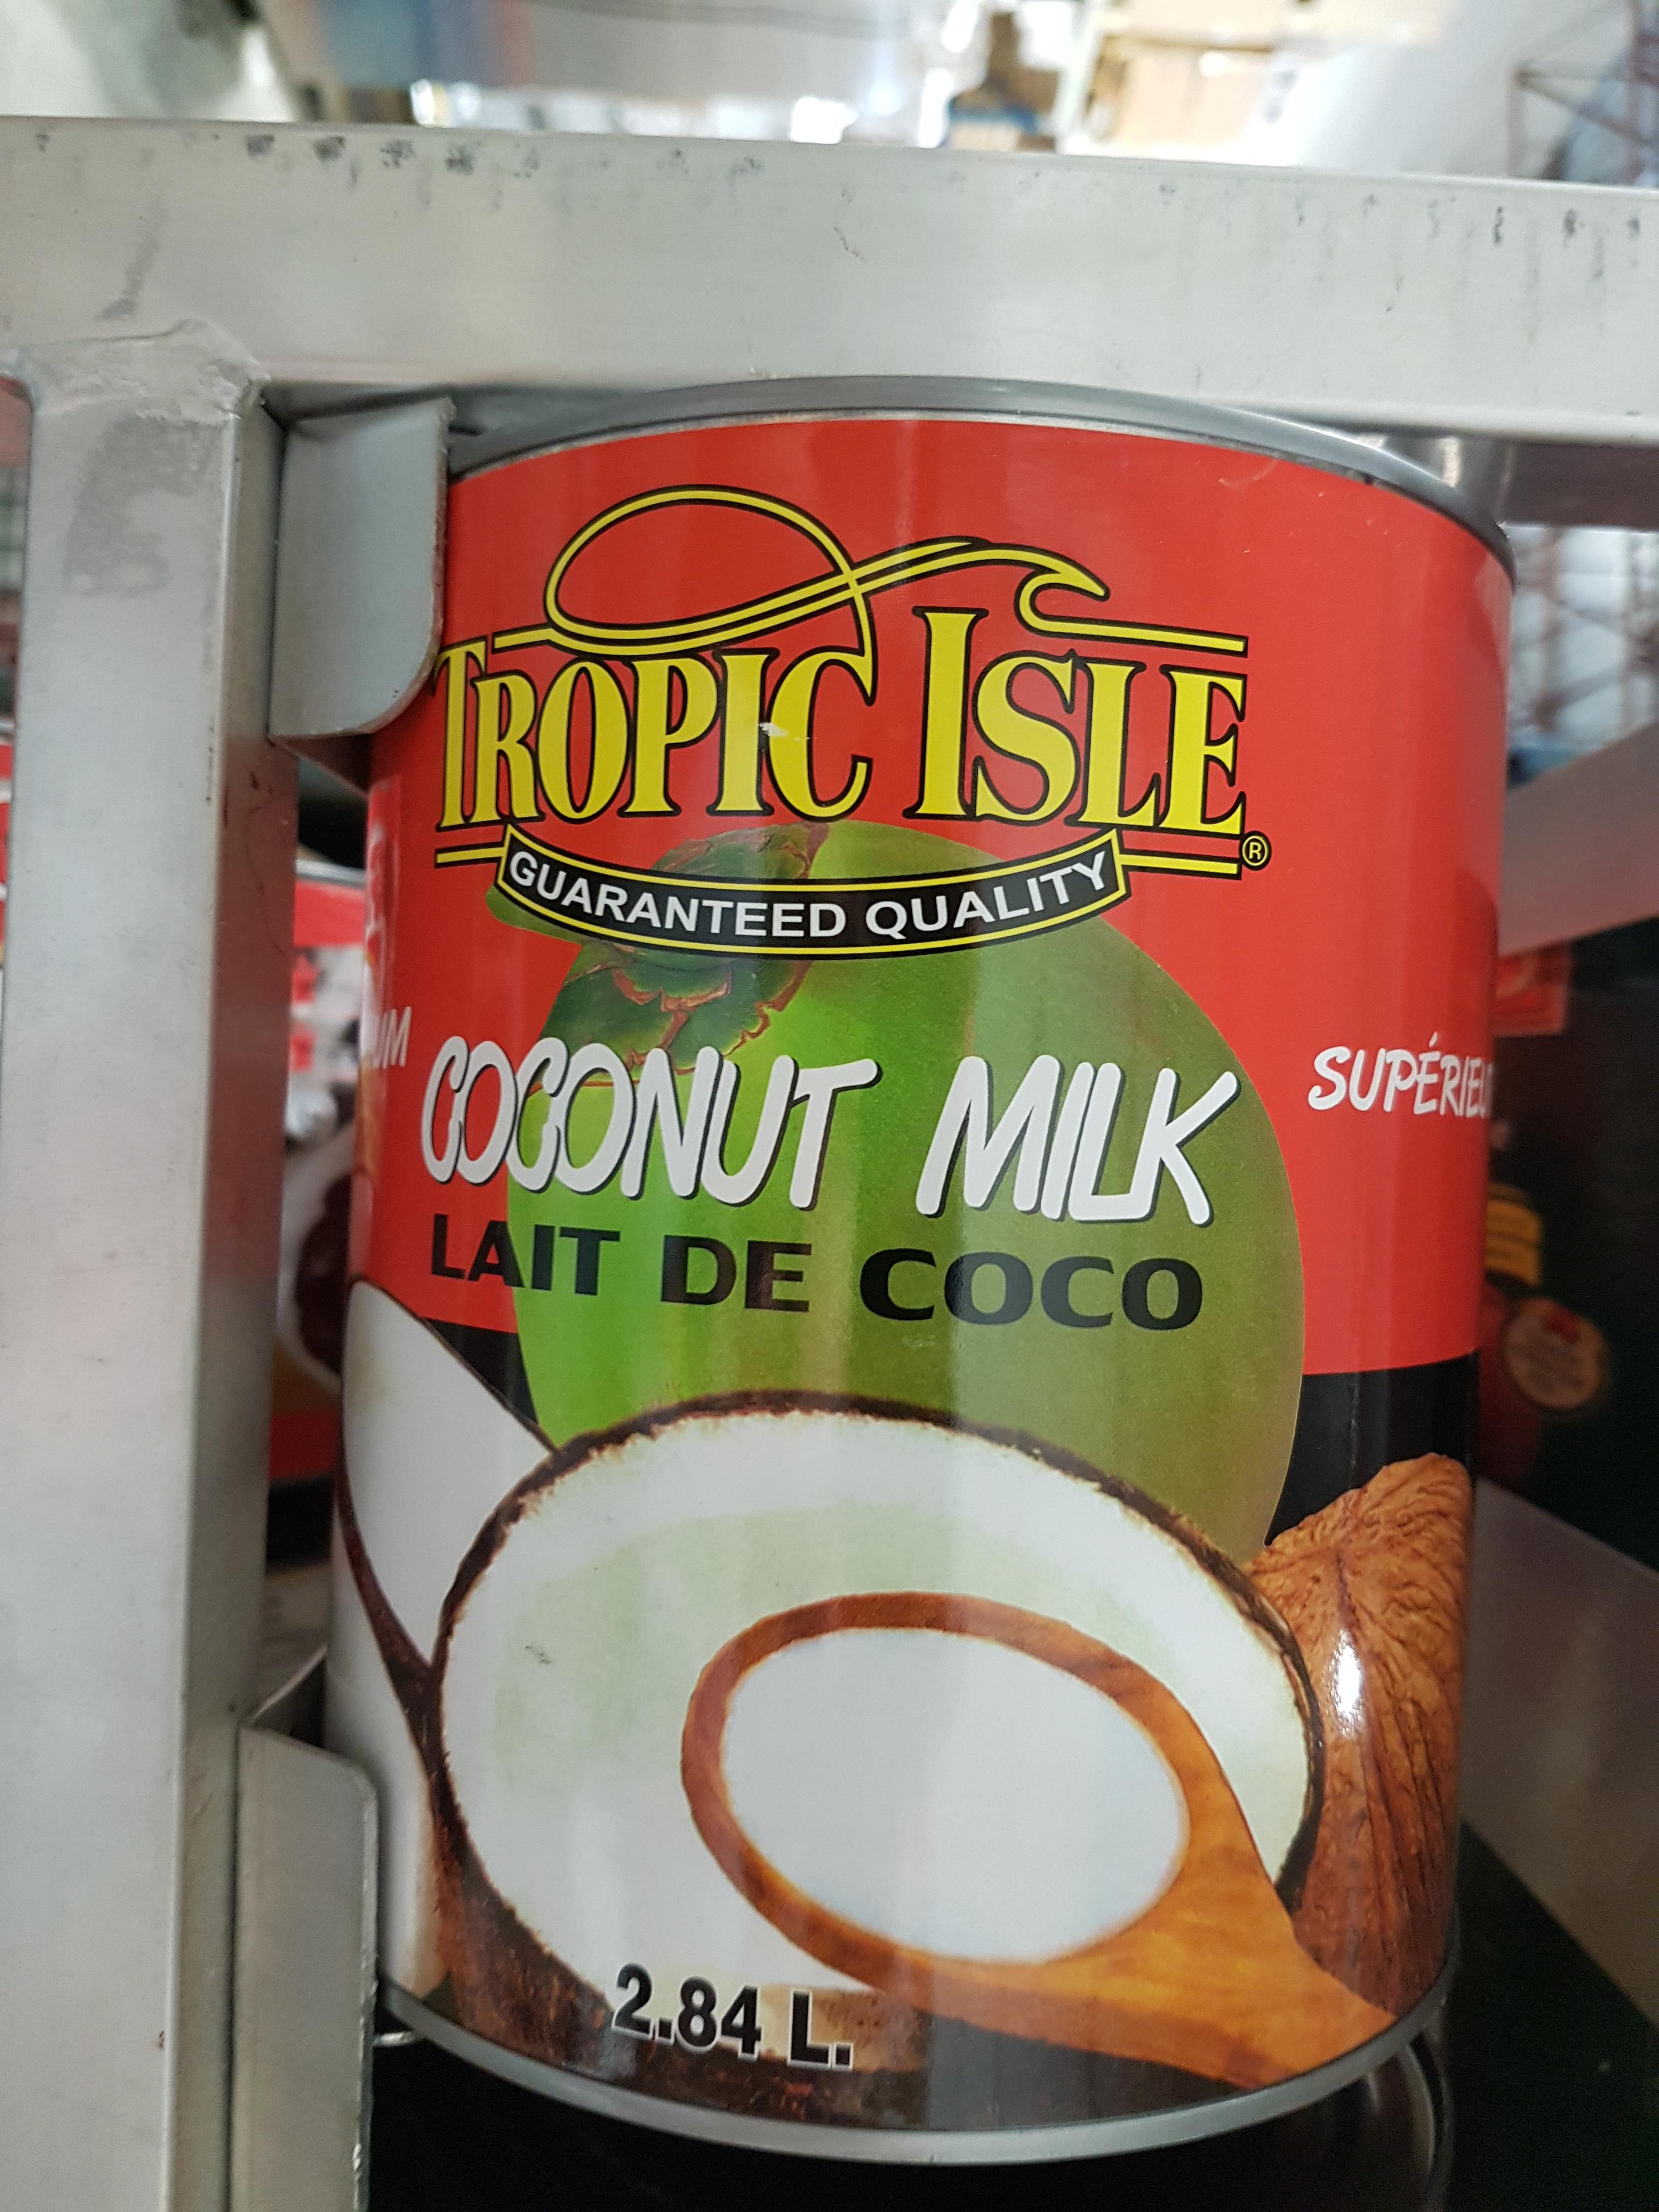 TROPIC ISLE®
GUARANTEED QUALITY
COCONUT MILK
LAIT DE COCO
2.84 L.